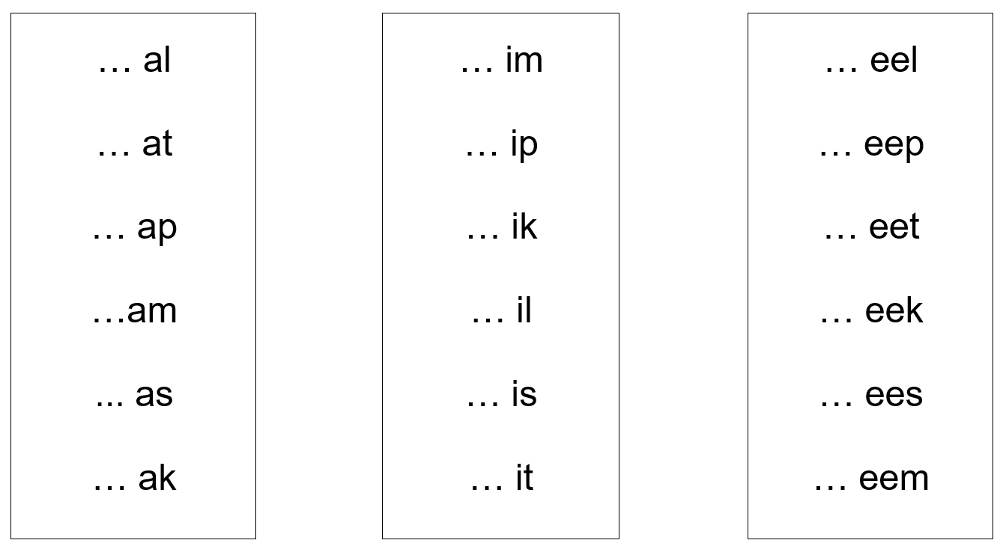 … al
… at
… ap
…am
... as
… ak
… im
… ip
… ik
… il
… is
… it
… eel
… eep
… eet
… eek
… ees
… eem